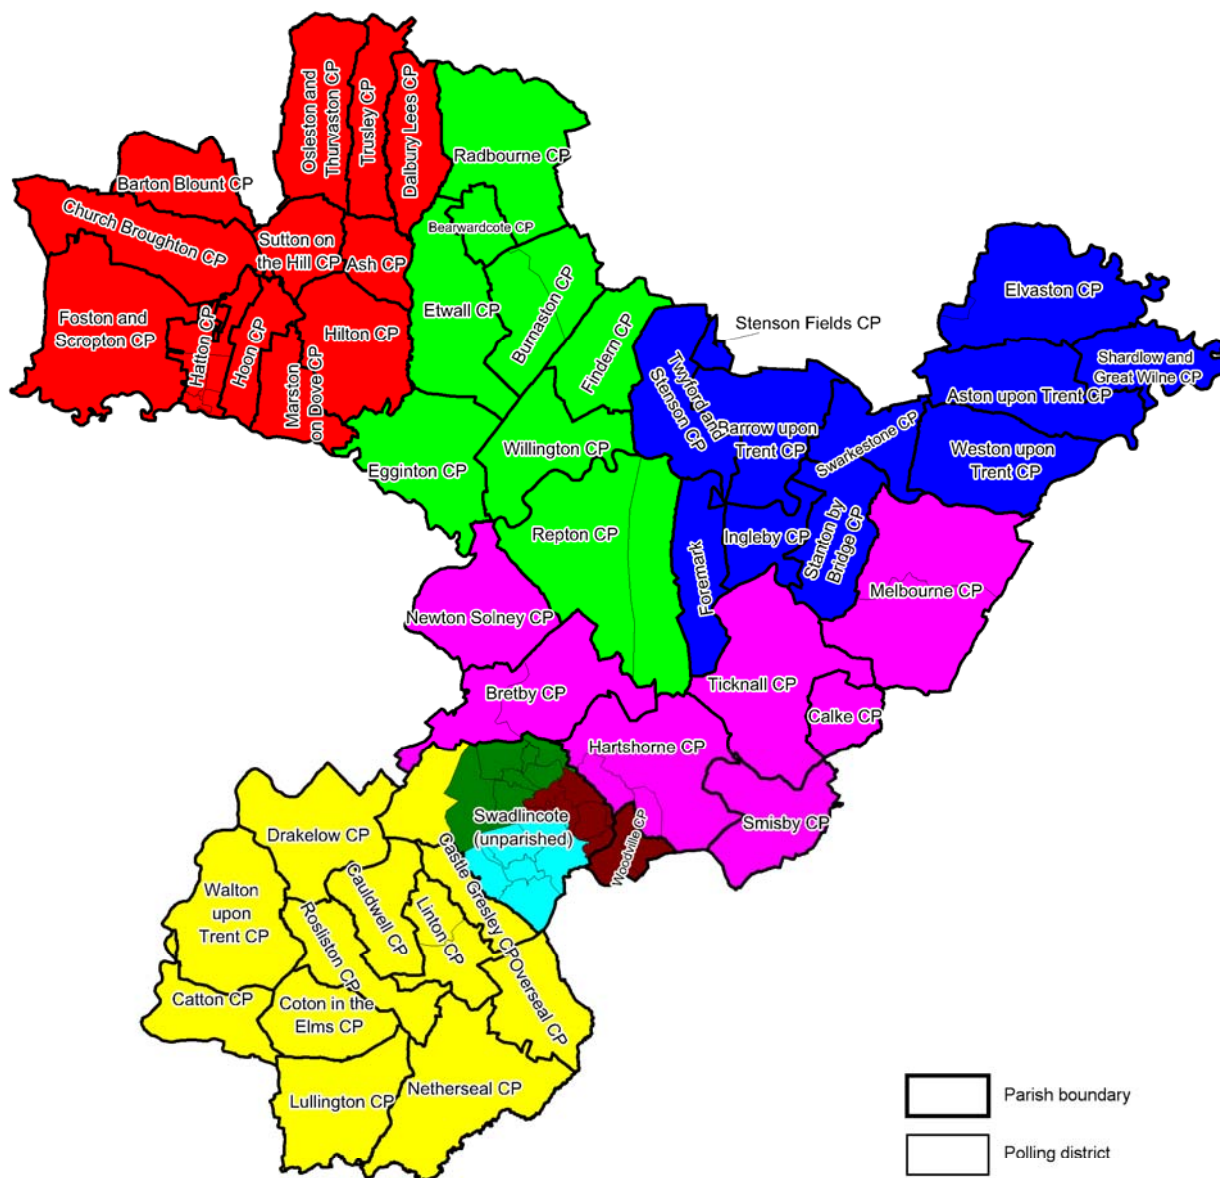 Osleston and
Thurvaston CP
Trusley CP
Dalbury Lees CP
Radbourne CP
Barton Blount CP
Church Broughton CP
Sutton on
the Hill CP
Ash CP
Bearwardcote CP
Etwall CP
Burnaston CP
Findern CP
Foston and
Scropton CP
Hatton CP
Hoon CP
Marston
on Dove CP
Hilton CP
Egginton CP
Willington CP
Repton CP
Twyford and
Stenson CP
Stenson Fields CP
Barrow upon
Trent CP
Swarkestone CP
Elvaston CP
Shardlow and
Great Wilne CP
Aston upon Trent CP
Weston upon
Trent CP
Foremark
Ingleby CP
Stanton by
Bridge CP
Melbourne CP
Newton Solney CP
Bretby CP
Ticknall CP
Calke CP
Hartshorne CP
Smisby CP
Swadlincote
(unparished)
Woodville CP
Drakelow CP
Castle Gresley CP
Cauldwell CP
Linton CP
Walton
upon
Trent CP
Rosliston CP
Overseal CP
Catton CP
Coton in the
Elms CP
Lullington CP
Netherseal CP
Parish boundary
Polling district